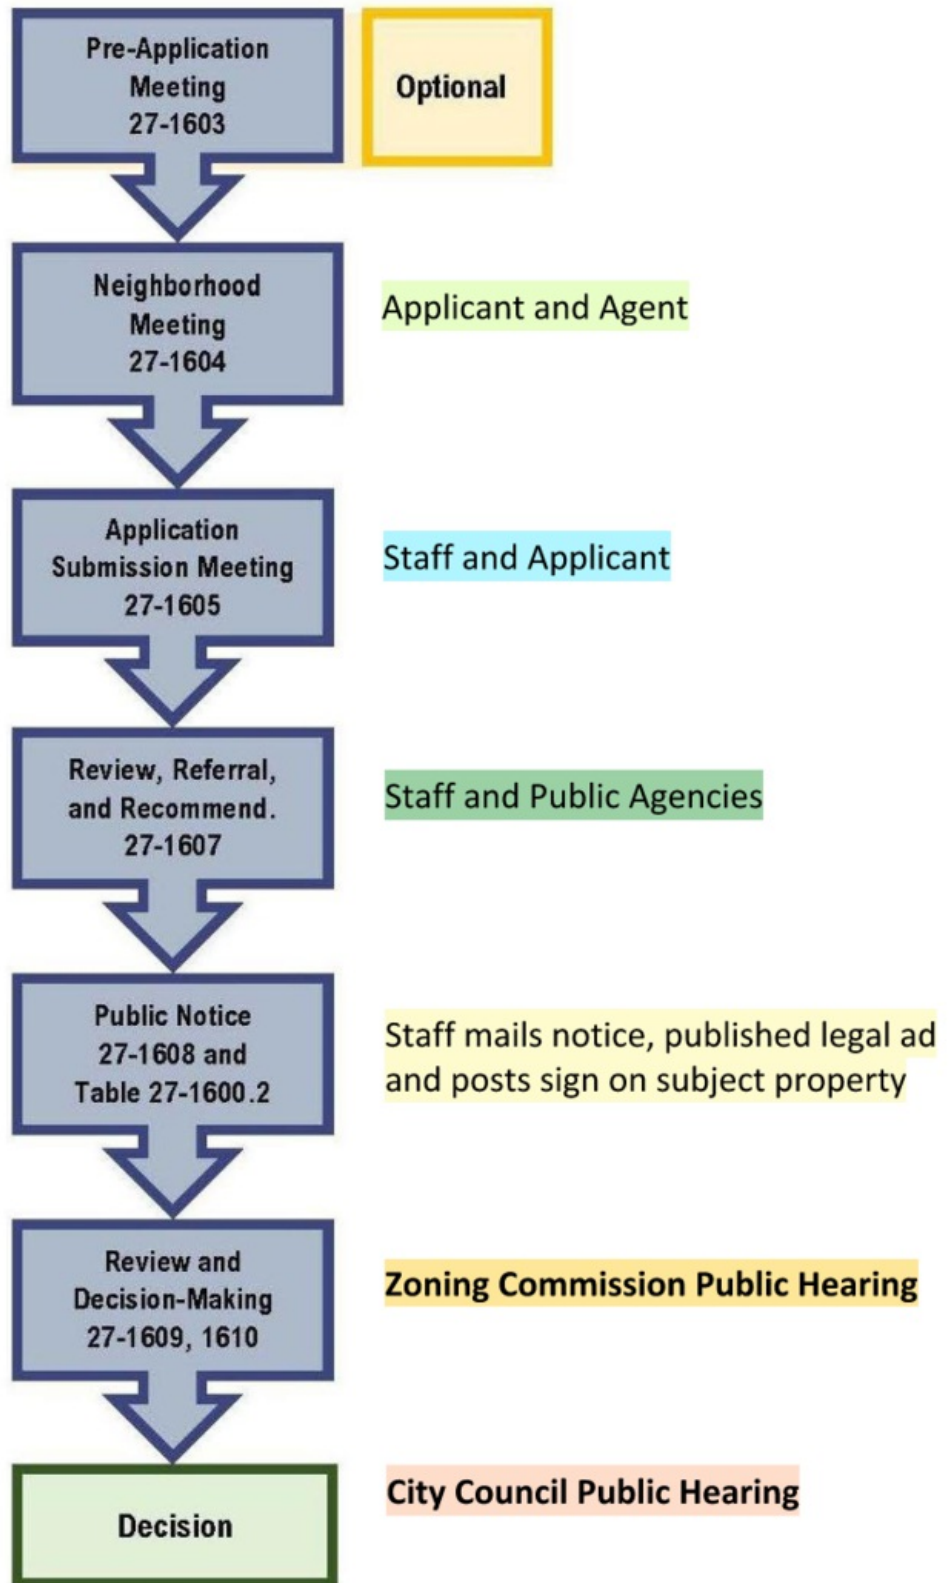 Pre-Application
Meeting
27-1603
Optional
Neighborhood
Meeting
27-1604
Applicant and Agent
Application
Submission Meeting
27-1605
Staff and Applicant
Review, Referral,
and Recommend.
27-1607
Staff and Public Agencies
Public Notice
27-1608 and
Table 27-1600.2
Staff mails notice, published legal ad
and posts sign on subject property
Review and
Decision-Making
27-1609, 1610
Zoning Commission Public Hearing
Decision
City Council Public Hearing